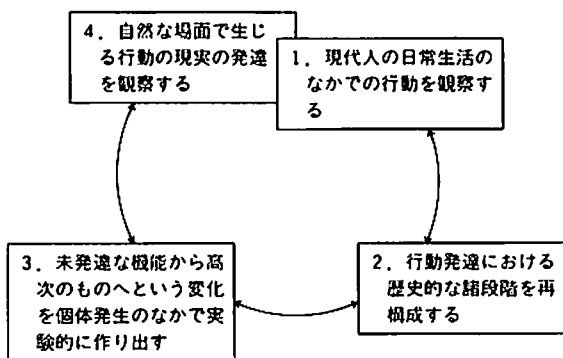 4. 自然な場面で生じ
る行動の現実の発達
を観察する
1. 現代人の日常生活の
なかでの行動を観察す
る
3. 未発達な機能から高
次のものへという変化
を個体発生のなかで実
験的に作り出す
2. 行動発達における
歴史的な諸段階を再
構成する